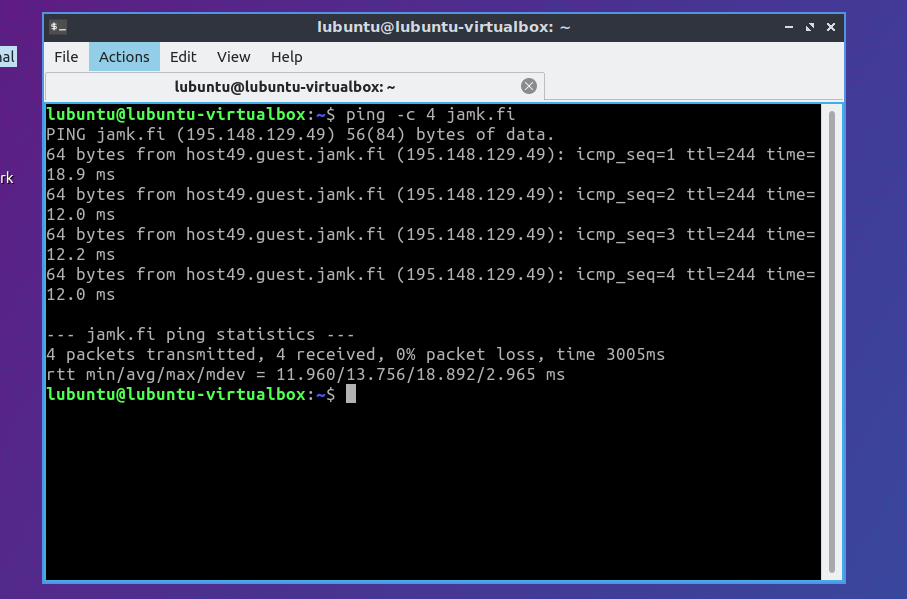 lubuntu@lubuntu-virtualbox: ~
al
File Actions Edit View Help
lubuntu@lubuntu-virtualbox: ~
lubuntu@lubuntu-virtualbox:~$ ping -c 4 jamk.fi
PING jamk.fi (195.148.129.49) 56(84) bytes of data.
64 bytes from host49.guest.jamk.fi (195.148.129.49): icmp_seq=1 ttl=244 time=
18.9 ms
rk
64 bytes from host49.guest.jamk.fi (195.148.129.49): icmp_seq=2 ttl=244 time=
12.0 ms
64 bytes from host49.guest.jamk.fi (195.148.129.49): icmp_seq=3 ttl=244 time=
12.2 ms
64 bytes from host49.guest.jamk.fi (195.148.129.49): icmp_seq=4 ttl=244 time=
12.0 ms
--- jamk.fi ping statistics ---
4 packets transmitted, 4 received, 0% packet loss, time 3005ms
rtt min/avg/max/mdev = 11.960/13.756/18.892/2.965 ms
lubuntu@lubuntu-virtualbox:~$